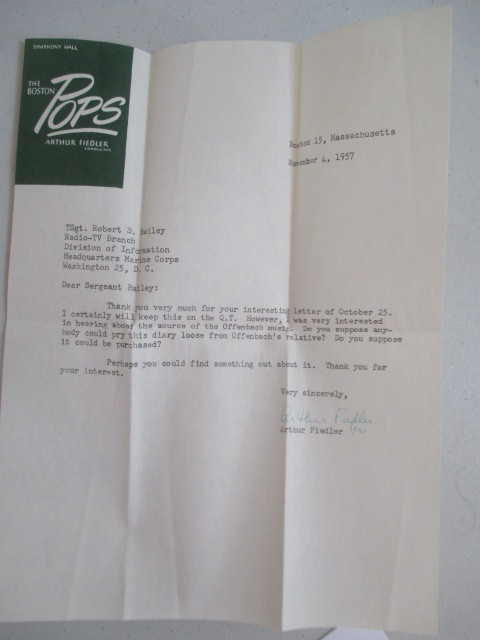 SYMPHONY HALL
THE
BOSTON
POPS
ARTHUR FIEDLER
CONDUCTOR
Boston 15, Massachusetts
November 4, 1957
TSgt. Robert S. Bailey
Radio-TV Branch
Division of Information
Headquarters Marine Corps
Washington 25, D. C.
Dear Sergeant Bailey:
Thank you very much for your interesting letter of October 25.
I certainly will keep this on the Q.T. However, I was very interested
in hearing about the source of the Offenbach music. Do you suppose any-
body could pry this diary loose from Offenbach's relative? Do you suppose
it could be purchased?
Perhaps you could find something out about it. Thank you for
your interest.
Very sincerely,
Arthur Fiedler
Arthur Fiedler